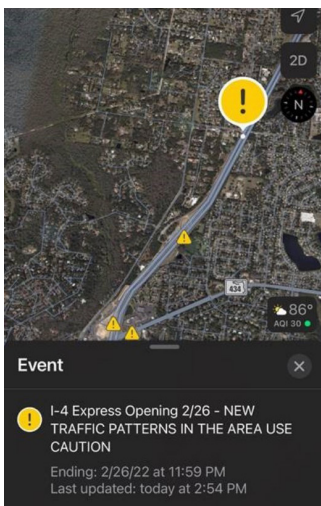 2D
N
434
86°
AQI 30
Event
I-4 Express Opening 2/26 - NEW
TRAFFIC PATTERNS IN THE AREA USE
CAUTION
Ending: 2/26/22 at 11:59 PM
Last updated: today at 2:54 PM